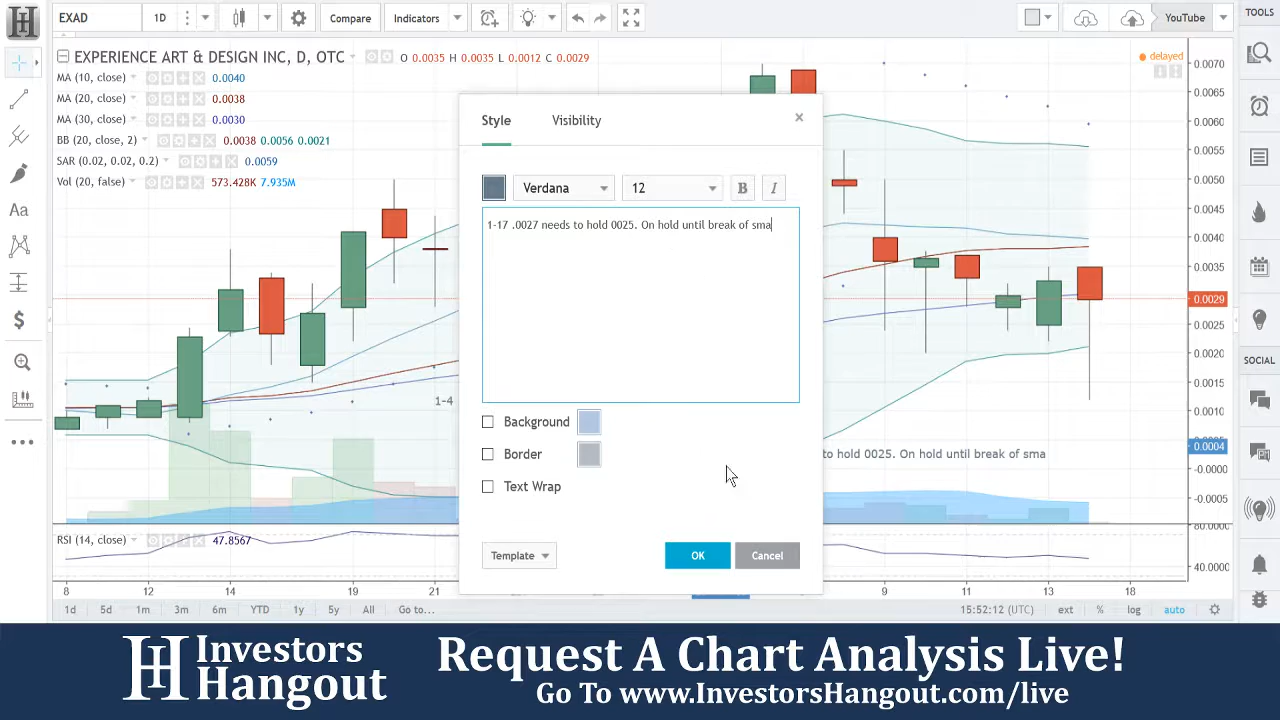 EXAD
1D
Compare
Indicators
YouTube
TOOLS
EXPERIENCE ART & DESIGN INC, D, OTC
O 0.0035 H 0.0035 L 0.0012 C 0.0029
delayed
MA (10, close)
0.0040
MA (20, close)
0.0038
MA (30, close)
0.0030
BB (20, close, 2)
0.0038 0.0056 0.0021
SAR (0.02, 0.02, 0.2)
0.0059
Vol (20, false)
573.428K 7.935M
Style
Visibility
×
Verdana
12
B
I
1-17 .0027 needs to hold 0025. On hold until break of sma
Background
Border
Text Wrap
Template
OK
Cancel
1-4
to hold 0025. On hold until break of sma
0.0070
0.0065
0.0060
0.0055
0.0050
0.0045
0.0040
0.0035
0.0029
0.0025
0.0020
0.0015
0.0010
0.0004
-0.0000
-0.0005
80.0000
40.0000
SOCIAL
RSI (14, close)
47.8567
8
12
13
14
19
21
9
11
13
18
1d
5d
1m
3m
6m
YTD
1y
5y
All
Go to...
15:52:12 (UTC)
ext
%
log
auto
Investors
Hangout
Request A Chart Analysis Live!
Go To www.InvestorsHangout.com/live